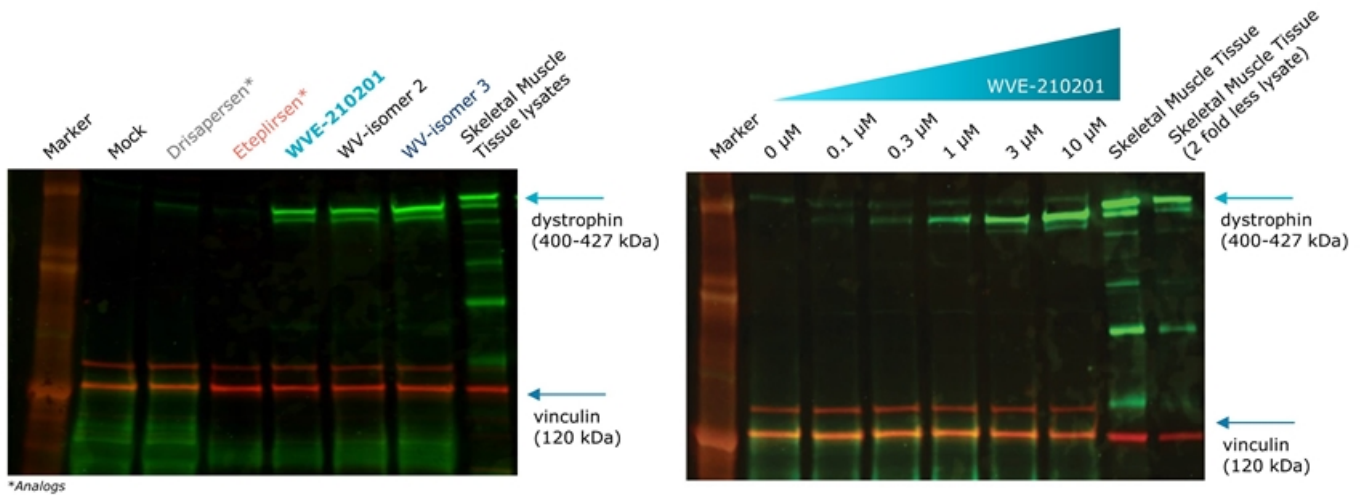 Marker
Mock
Drisapersen*
Eteplirsen*
WVE-210201
WV-isomer 2
WV-isomer 3
Skeletal Muscle
Tissue lysates
dystrophin
(400-427 kDa)
vinculin
(120 kDa)
*Analogs
WVE-210201
Marker
0 µM
0.1 µM
0.3 µM
1 µM
3 µM
10 µM
Skeletal Muscle Tissue
Skeletal Muscle Tissue
(2 fold less lysate)
dystrophin
(400-427 kDa)
vinculin
(120 kDa)